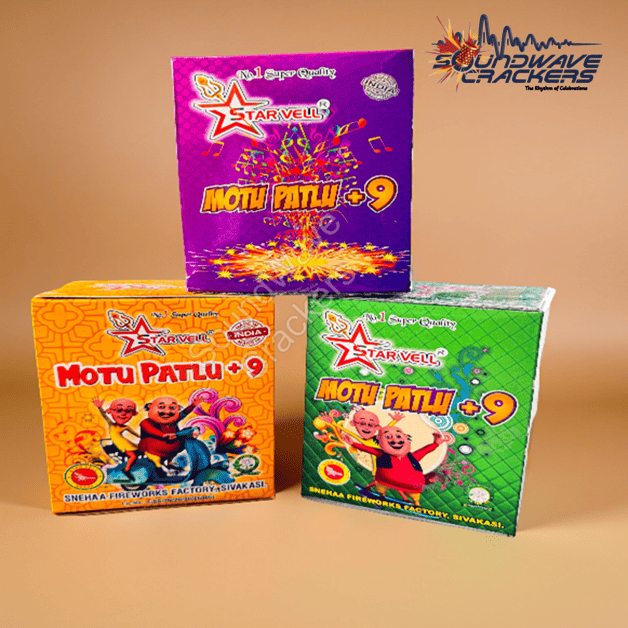 SOUNDWAVE
CRACKERS
The Rhythm of Celebrations
No.1 Super Quality
STAR VELL®
INDIA
MOTU PATLU +9
Soundwave
Crackers
No.1 Super Quality
STAR VELL
INDIA
MOTU PATLU + 9
SNEHAA FIREWORKS FACTORY, SIVAKASI.
No.1 Super Quality
STAR VELL®
MOTU PATLU +9
SNEHAA FIREWORKS FACTORY, SIVAKASI.